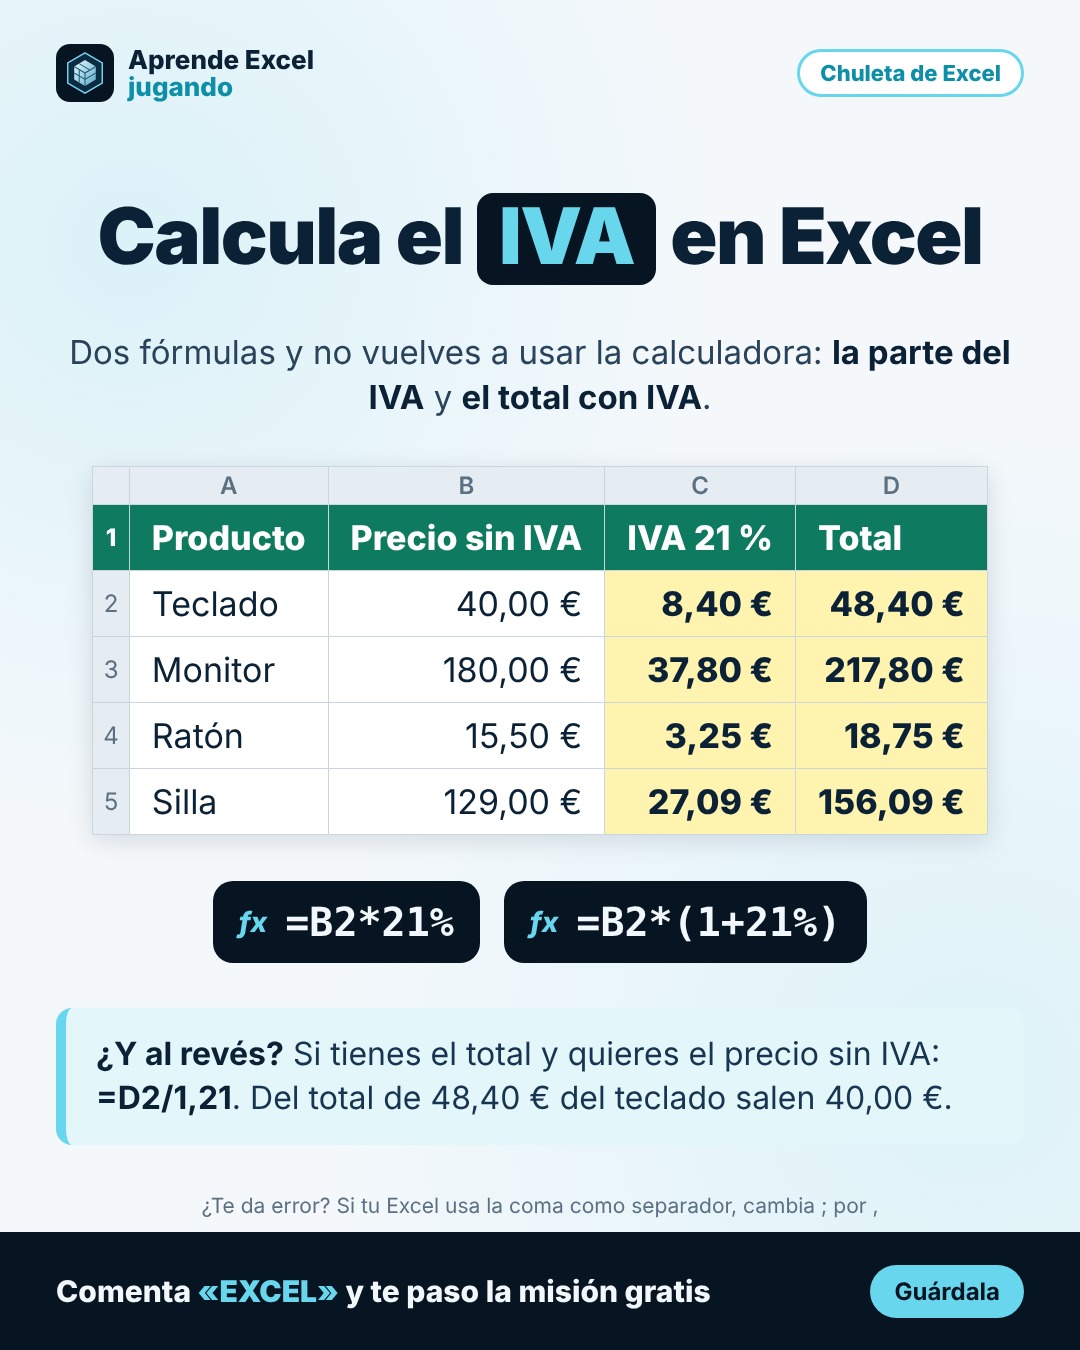 Aprende Excel
jugando
Chuleta de Excel
Calcula el IVA en Excel
Dos fórmulas y no vuelves a usar la calculadora: la parte del
IVA y el total con IVA.
A B C D
1 Producto Precio sin IVA IVA 21 % Total
2 Teclado 40,00 € 8,40 € 48,40 €
3 Monitor 180,00 € 37,80 € 217,80 €
4 Ratón 15,50 € 3,25 € 18,75 €
5 Silla 129,00 € 27,09 € 156,09 €
fx =B2*21% fx =B2*(1+21%)
¿Y al revés? Si tienes el total y quieres el precio sin IVA:
=D2/1,21. Del total de 48,40 € del teclado salen 40,00 €.
¿Te da error? Si tu Excel usa la coma como separador, cambia ; por ,
Comenta «EXCEL» y te paso la misión gratis
Guárdala